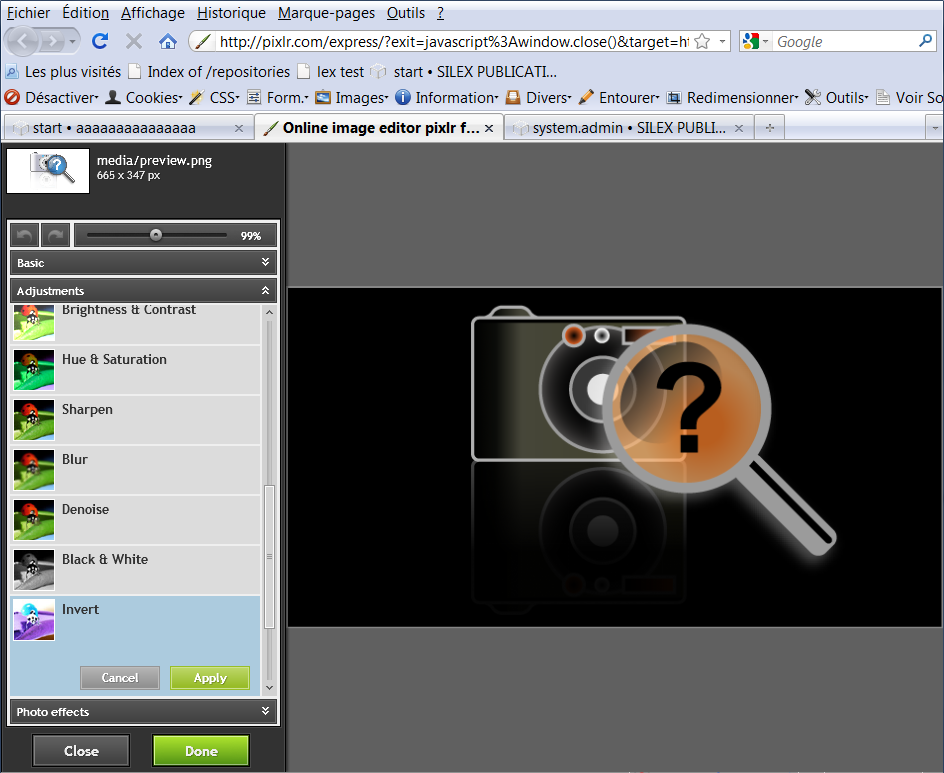 Fichier Édition Affichage Historique Marque-pages Outils ?
http://pixlr.com/express/?exit=javascript%3Awindow.close()&target=ht Google
Les plus visités Index of /repositories lex test start • SILEX PUBLICATI...
Désactiver Cookies CSS Form. Images Information Divers Entourer Redimensionner Outils Voir So
start • aaaaaaaaaaaaaaa Online image editor pixlr f... system.admin • SILEX PUBLI...
media/preview.png
665 x 347 px
99%
Basic
Adjustments
Brightness & Contrast
Hue & Saturation
Sharpen
Blur
Denoise
Black & White
Invert
Cancel Apply
Photo effects
Close Done
?